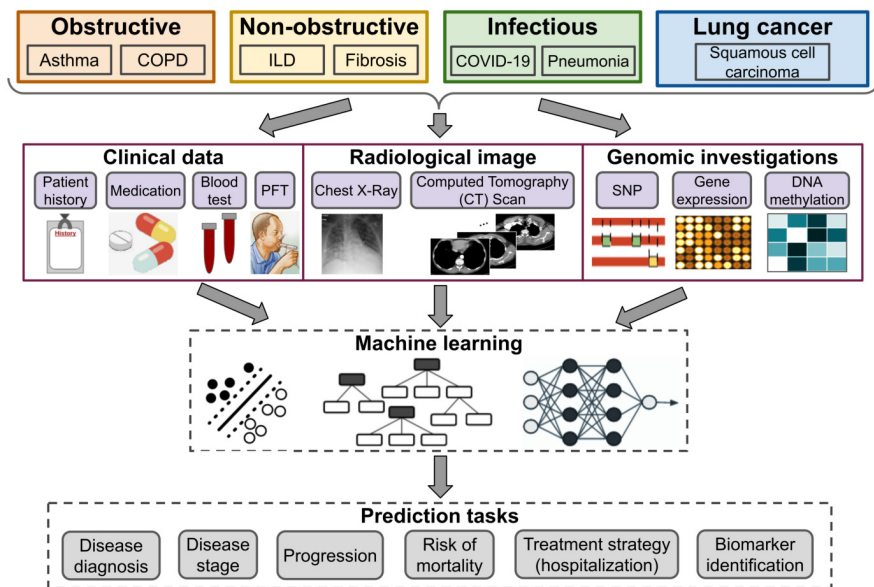 Obstructive
Asthma
COPD
Non-obstructive
ILD
Fibrosis
Infectious
COVID-19
Pneumonia
Lung cancer
Squamous cell
carcinoma
Clinical data
Patient
history
Medication
Blood
test
PFT
History
Radiological image
Chest X-Ray
Computed Tomography
(CT) Scan
...
Genomic investigations
SNP
Gene
expression
DNA
methylation
Machine learning
Prediction tasks
Disease
diagnosis
Disease
stage
Progression
Risk of
mortality
Treatment strategy
(hospitalization)
Biomarker
identification